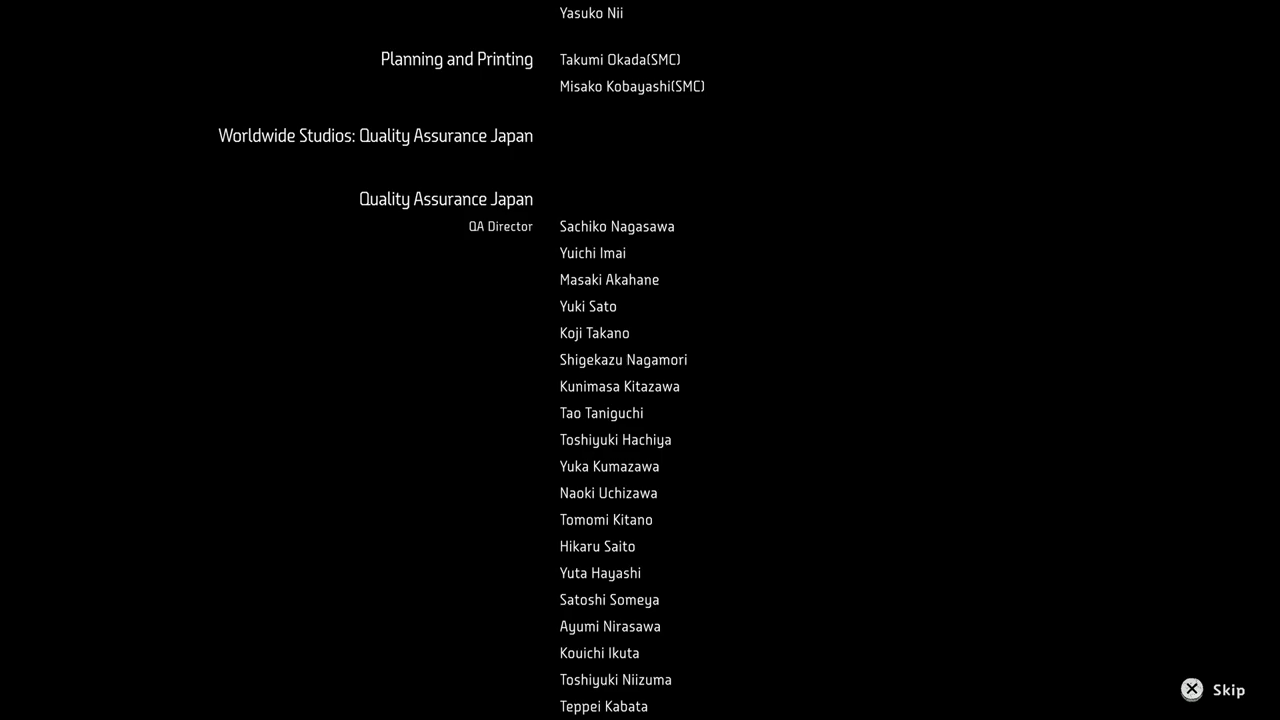 Yasuko Nii
Planning and Printing Takumi Okada(SMC)
Misako Kobayashi(SMC)
Worldwide Studios: Quality Assurance Japan
Quality Assurance Japan
QA Director Sachiko Nagasawa
Yuichi Imai
Masaki Akahane
Yuki Sato
Koji Takano
Shigekazu Nagamori
Kunimasa Kitazawa
Tao Taniguchi
Toshiyuki Hachiya
Yuka Kumazawa
Naoki Uchizawa
Tomomi Kitano
Hikaru Saito
Yuta Hayashi
Satoshi Someya
Ayumi Nirasawa
Kouichi Ikuta
Toshiyuki Niizuma
Teppei Kabata
Skip